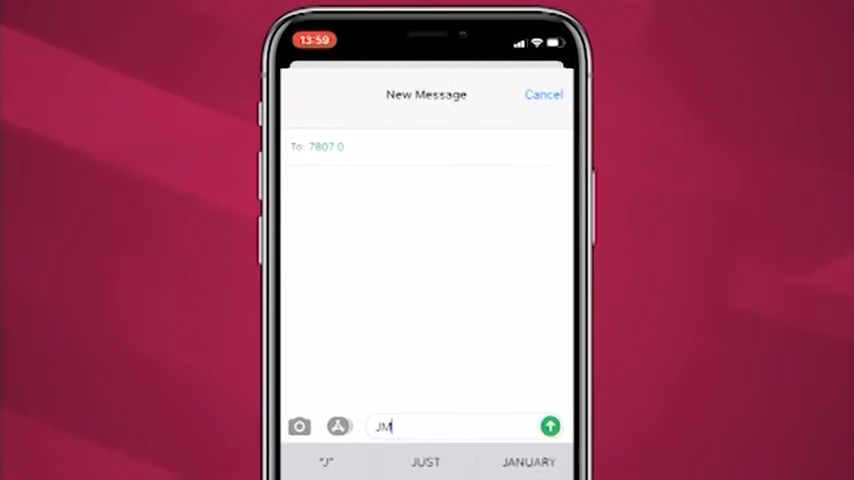 13:59
New Message
Cancel
To: 7807 0
JM
"J"
JUST
JANUARY